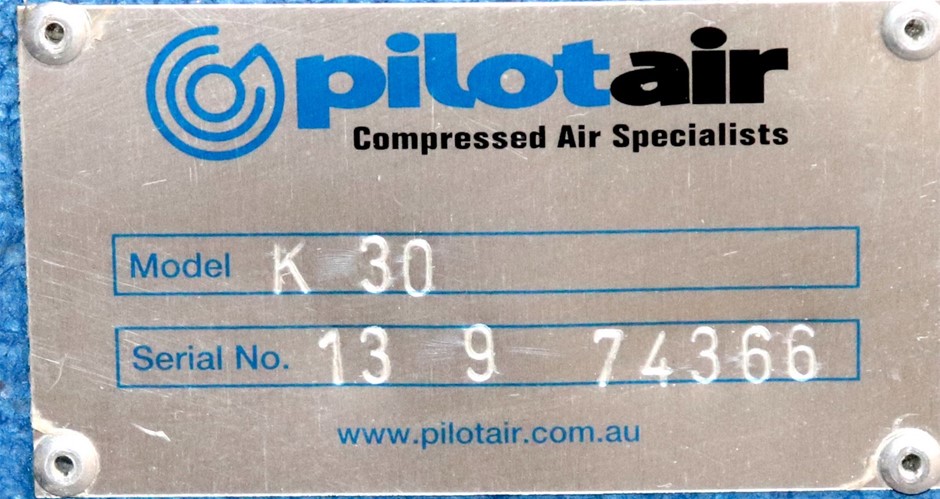 pilotair
Compressed Air Specialists
Model K 30
Serial No. 13 9 74366
www.pilotair.com.au